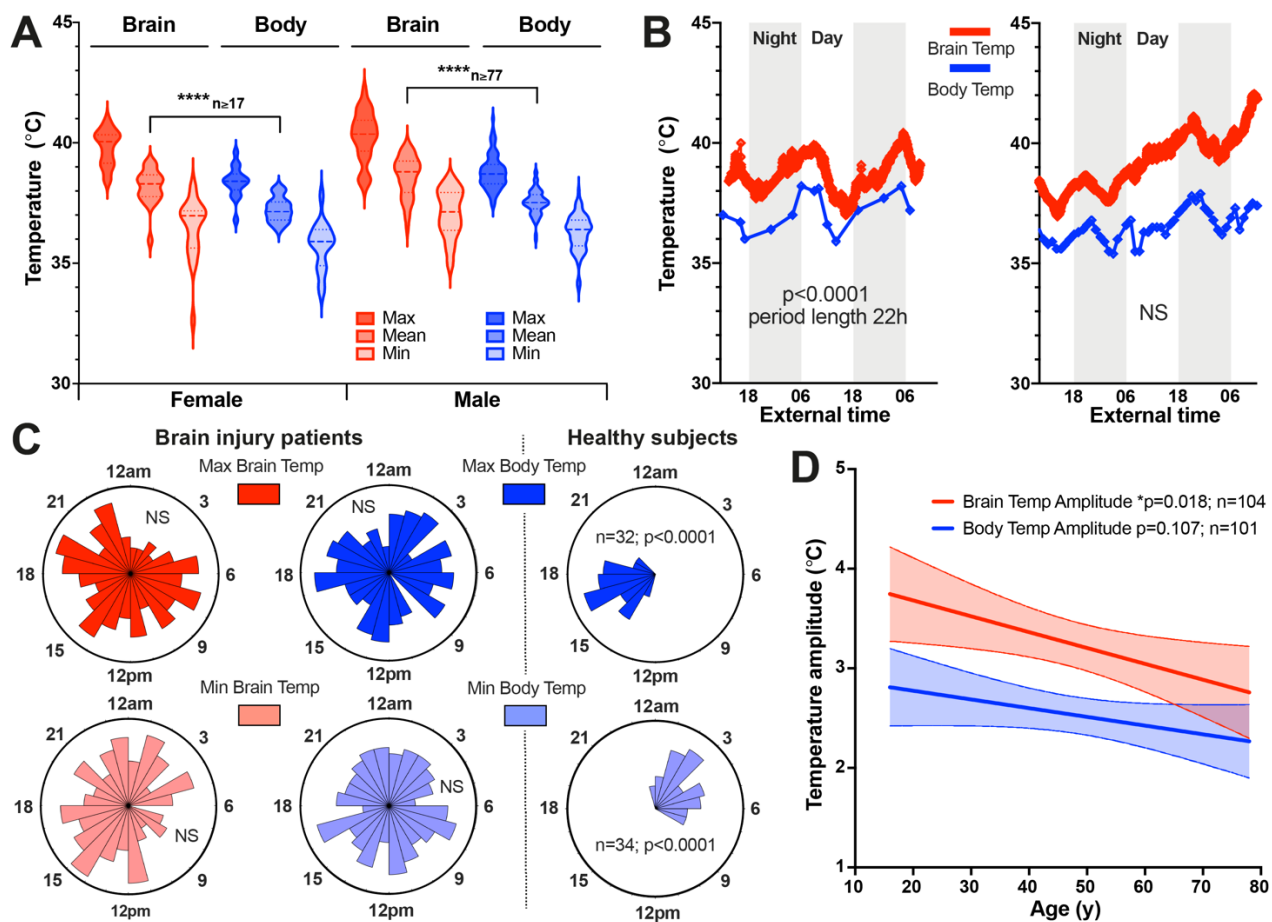 A
Brain Body Brain Body
45
40
35
30
Temperature (°C)
**** n≥17
**** n≥77
Max
Mean
Min
Max
Mean
Min
Female Male
B
45
40
35
30
Temperature (°C)
Night Day
Brain Temp
Body Temp
p<0.0001
period length 22h
18 06 18 06
External time
45
40
35
30
Night Day
NS
18 06 18 06
External time
C
Brain injury patients
Healthy subjects
Max Brain Temp
Max Body Temp
12am
3
6
9
12pm
15
18
21
NS
12am
3
6
9
12pm
15
18
21
NS
12am
3
6
9
12pm
15
18
21
n=32; p<0.0001
Min Brain Temp
Min Body Temp
12am
3
6
9
12pm
15
18
21
NS
12am
3
6
9
12pm
15
18
21
NS
12am
3
6
9
12pm
15
18
21
n=34; p<0.0001
D
5
4
3
2
1
Temperature amplitude (°C)
Brain Temp Amplitude *p=0.018; n=104
Body Temp Amplitude p=0.107; n=101
10 20 30 40 50 60 70 80
Age (y)